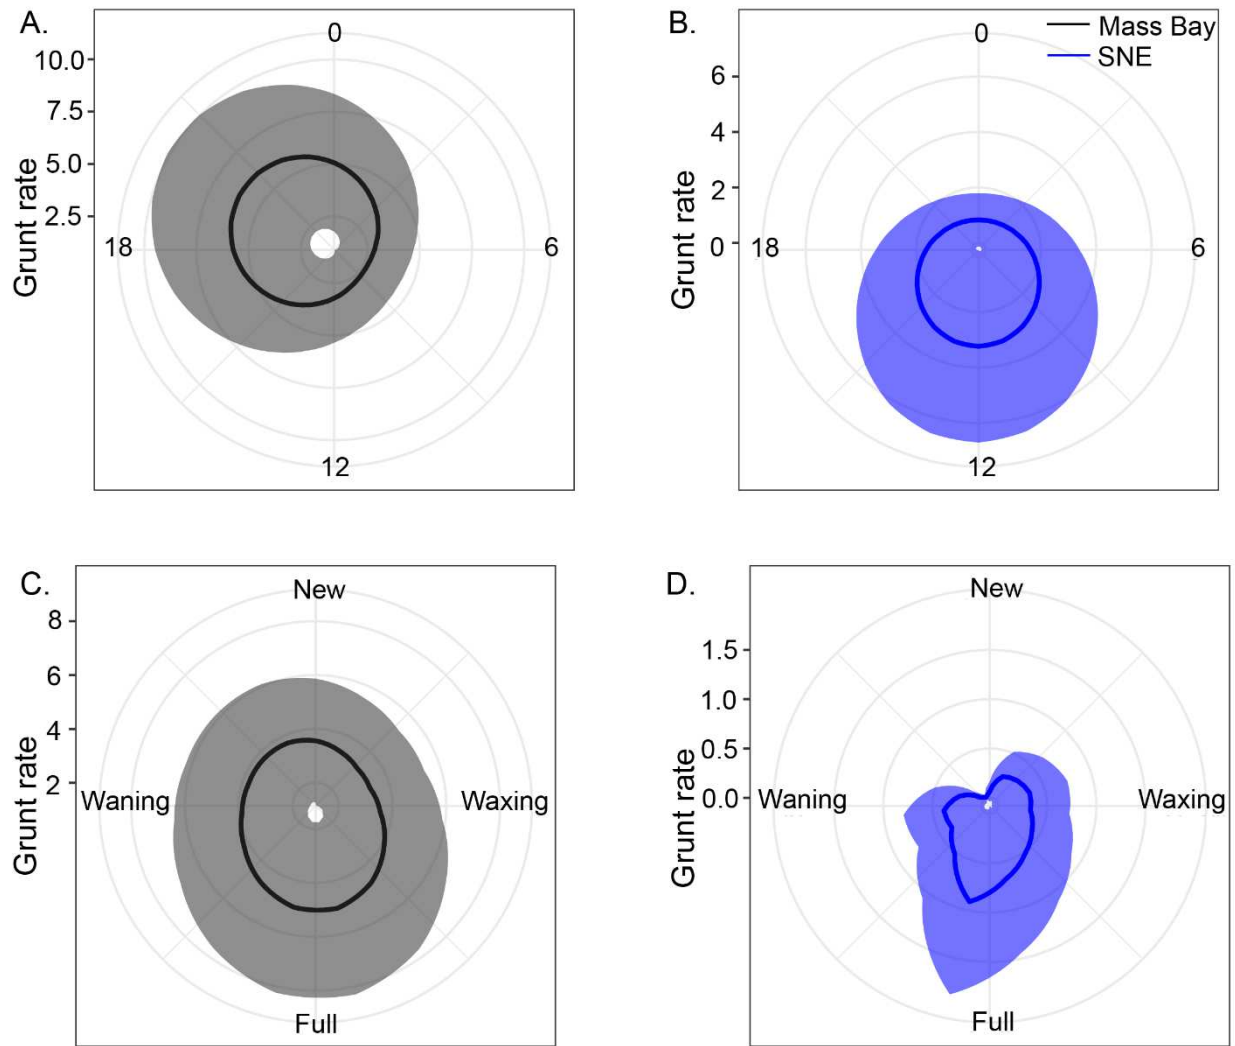 A.
0
10.0
7.5
5.0
2.5
18
6
12
Grunt rate
B.
0
Mass Bay
SNE
6
4
2
0
18
6
12
Grunt rate
C.
New
8
6
4
2
Waning
Waxing
Full
Grunt rate
D.
New
1.5
1.0
0.5
0.0
Waning
Waxing
Full
Grunt rate